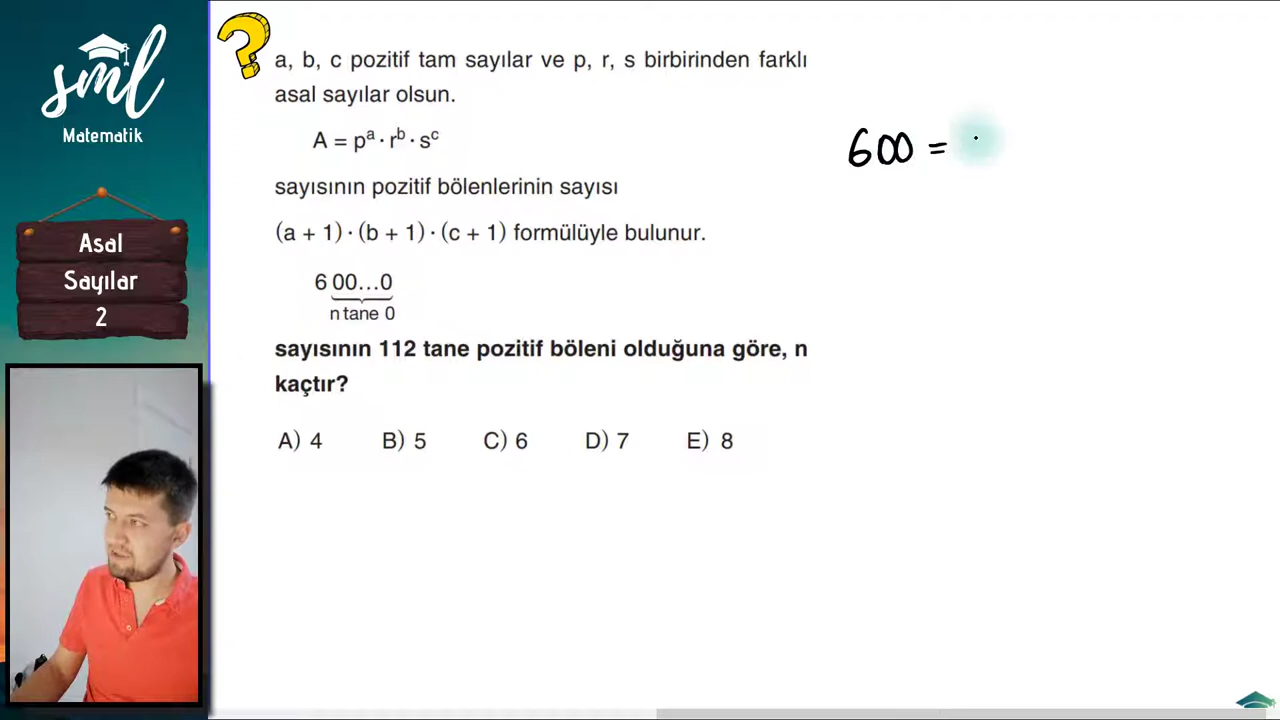 sml
Matematik
Asal
Sayılar
2
a, b, c pozitif tam sayılar ve p, r, s birbirinden farklı
asal sayılar olsun.
A = pᵃ · rᵇ · sᶜ
sayısının pozitif bölenlerinin sayısı
(a + 1) · (b + 1) · (c + 1) formülüyle bulunur.
6 00...0
n tane 0
sayısının 112 tane pozitif böleni olduğuna göre, n
kaçtır?
A) 4 B) 5 C) 6 D) 7 E) 8
600 =